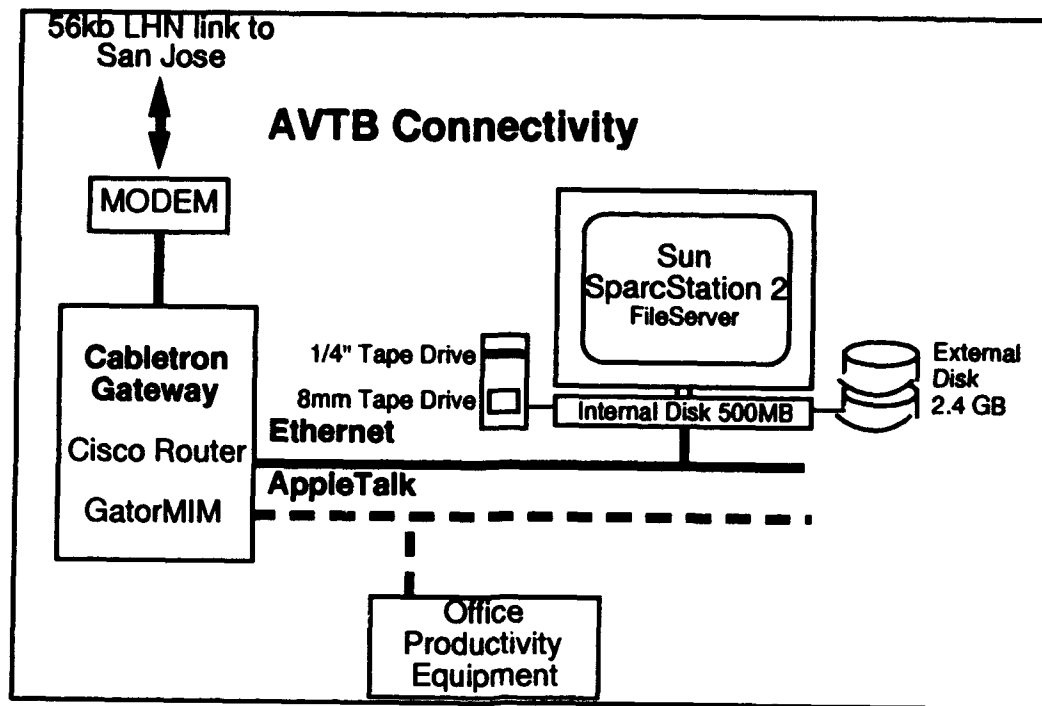 56kb LHN link to
San Jose
AVTB Connectivity
MODEM
Sun
SparcStation 2
FileServer
Cabletron
Gateway
Cisco Router
GatorMIM
1/4" Tape Drive
8mm Tape Drive
Internal Disk 500MB
External
Disk
2.4 GB
Ethernet
AppleTalk
Office
Productivity
Equipment